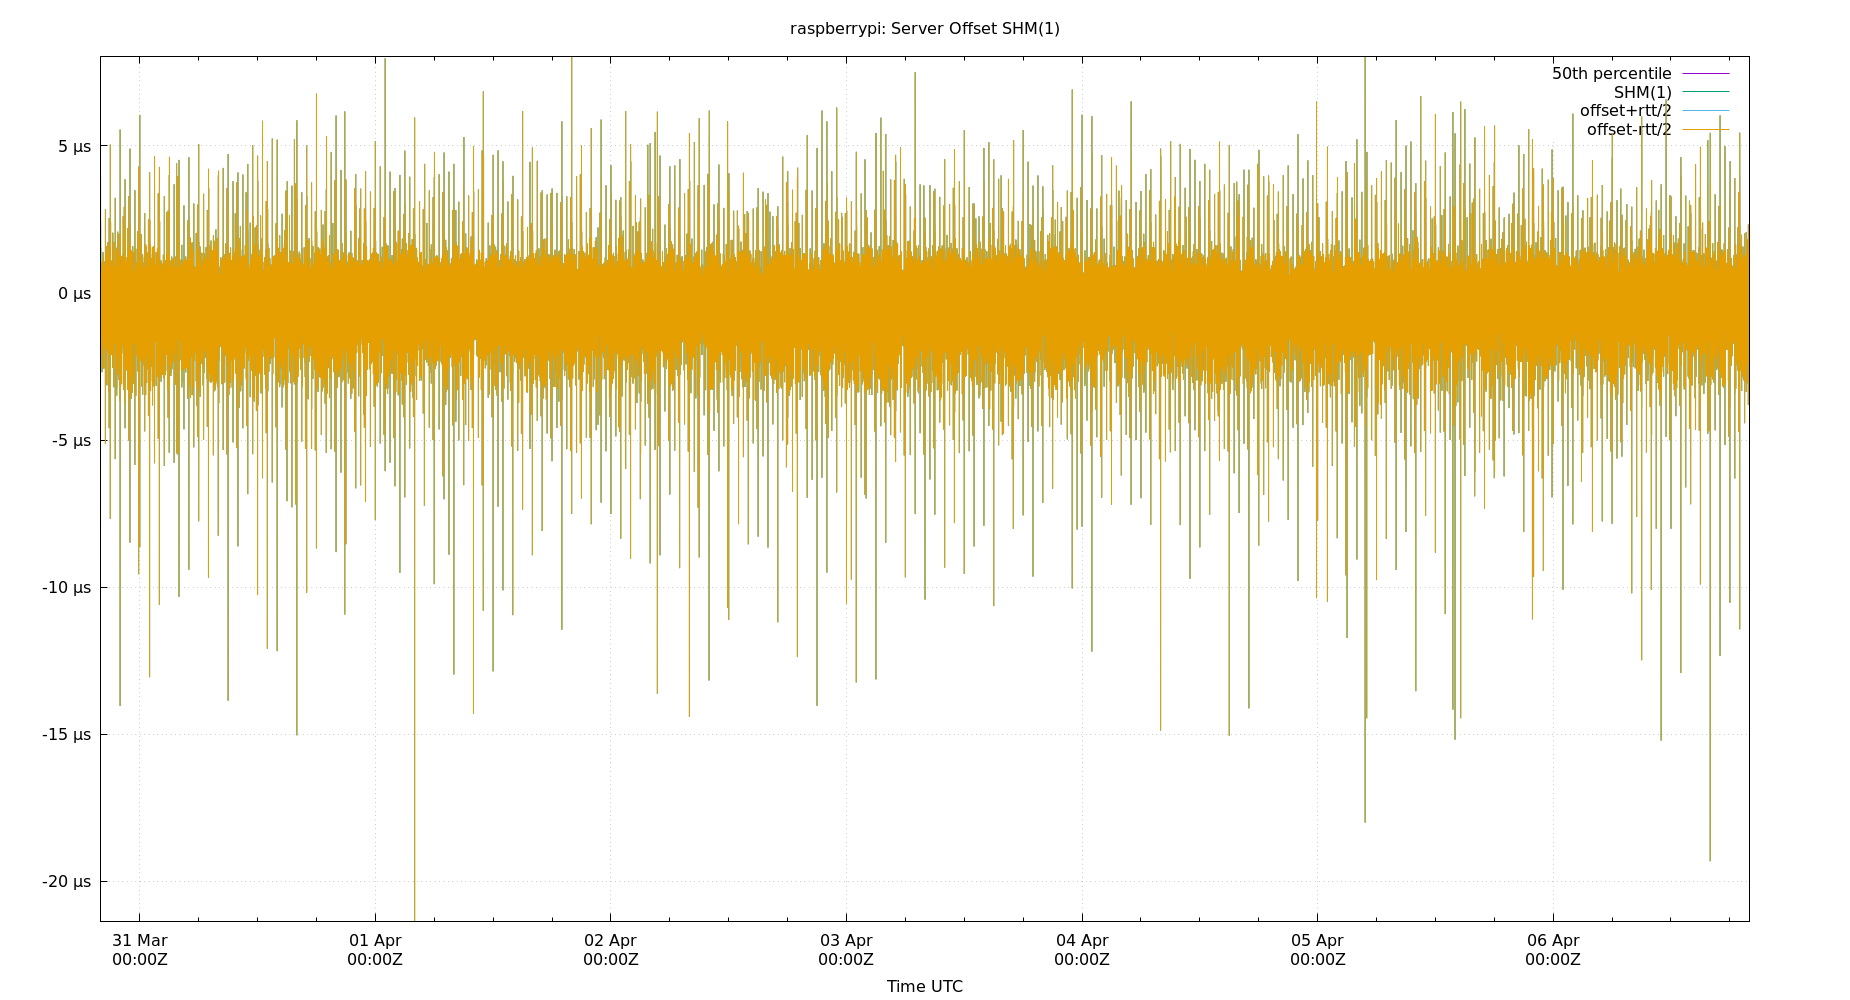 raspberrypi: Server Offset SHM(1)
50th percentile
SHM(1)
offset+rtt/2
offset-rtt/2
5 µs
0 µs
-5 µs
-10 µs
-15 µs
-20 µs
31 Mar 01 Apr 02 Apr 03 Apr 04 Apr 05 Apr 06 Apr
00:00Z 00:00Z 00:00Z 00:00Z 00:00Z 00:00Z 00:00Z
Time UTC